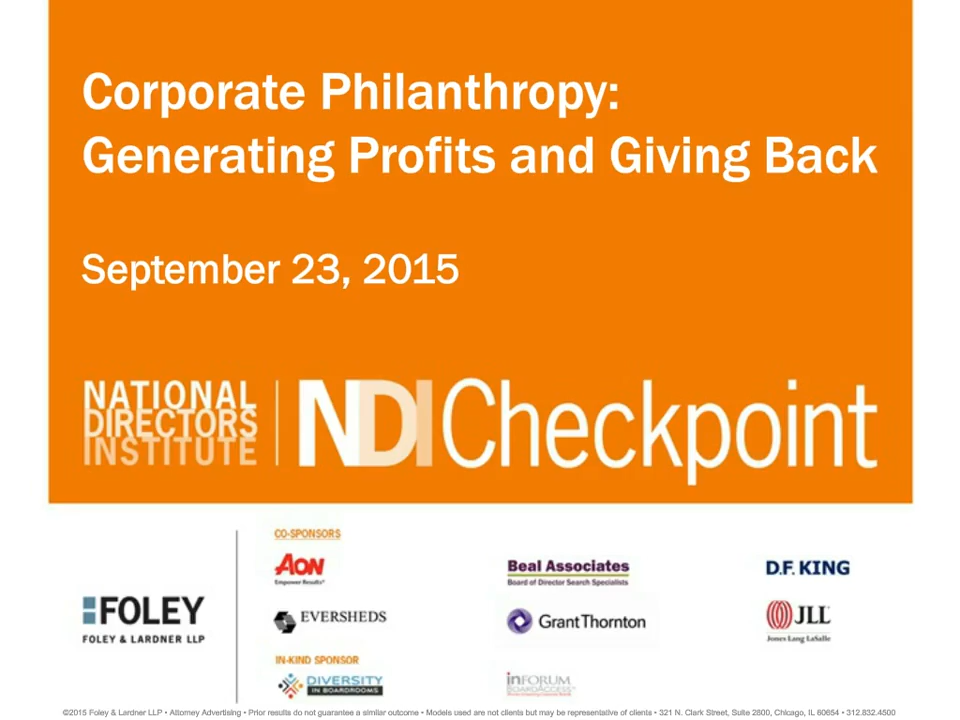 Corporate Philanthropy:
Generating Profits and Giving Back
September 23, 2015
NATIONAL
DIRECTORS
INSTITUTE
NDI Checkpoint
CO-SPONSORS
AON
Empower Results®
Beal Associates
Board of Director Search Specialists
D.F. KING
FOLEY
FOLEY & LARDNER LLP
EVERSHEDS
Grant Thornton
JLL
Jones Lang LaSalle
IN-KIND SPONSOR
DIVERSITY
IN BOARDROOMS
inFORUM
BOARDACCESS
©2015 Foley & Lardner LLP • Attorney Advertising • Prior results do not guarantee a similar outcome • Models used are not clients but may be representative of clients • 321 N. Clark Street, Suite 2800, Chicago, IL 60654 • 312.832.4500